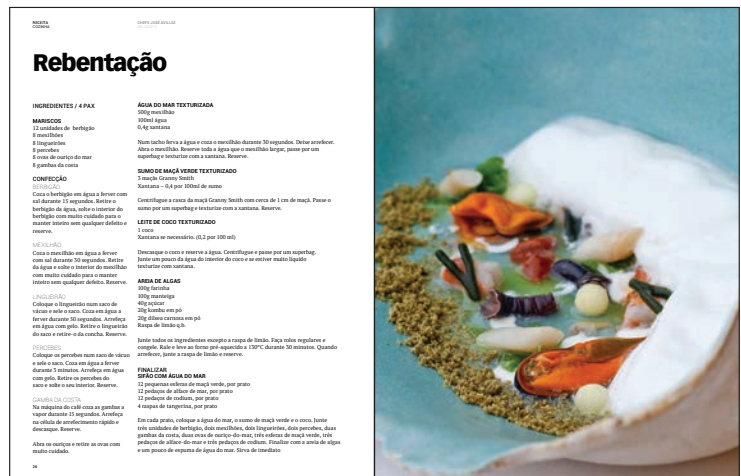 RECEITA
COZINHA
CHEFE JOSÉ AVILLEZ
Rebentação
INGREDIENTES / 4 PAX
MARISCOS
12 unidades de berbigão
8 mexilhões
8 lingueirões
8 percebes
8 ovas de ouriço do mar
8 gambas da costa
CONFECÇÃO
BERBIGÃO
Coza o berbigão em água a ferver com
sal durante 15 segundos. Retire o
berbigão da água, solte o interior do
berbigão com muito cuidado para o
manter inteiro sem qualquer defeito e
reserve.
MEXILHÃO
Coza o mexilhão em água a ferver
com sal durante 30 segundos. Retire
da água e solte o interior do mexilhão
com muito cuidado para o manter
inteiro sem qualquer defeito. Reserve.
LINGUEIRÃO
Coloque o lingueirão num saco de
vácuo e sele o saco. Coza em água a
ferver durante 30 segundos. Arrefeça
em água com gelo. Retire o lingueirão
do saco e retire-o da concha. Reserve.
PERCEBES
Coloque os percebes num saco de vácuo
e sele o saco. Coza em água a ferver
durante 3 minutos. Arrefeça em água
com gelo. Retire os percebes do
saco e solte o seu interior. Reserve.
GAMBA DA COSTA
Na máquina do café coza as gambas a
vapor durante 15 segundos. Arrefeça
na célula de arrefecimento rápido e
descasque. Reserve.
Abra os ouriços e retire as ovas com
muito cuidado.
ÁGUA DO MAR TEXTURIZADA
500g mexilhão
100ml água
0,4g xantana
Num tacho ferva a água e coza o mexilhão durante 30 segundos. Deixe arrefecer.
Abra o mexilhão. Reserve toda a água que o mexilhão largar, passe por um
superbag e texturize com a xantana. Reserve.
SUMO DE MAÇÃ VERDE TEXTURIZADO
3 maçãs Granny Smith
Xantana – 0,4 por 100ml de sumo
Centrifugue a casca da maçã Granny Smith com cerca de 1 cm de maçã. Passe o
sumo por um superbag e texturize com a xantana. Reserve.
LEITE DE COCO TEXTURIZADO
1 coco
Xantana se necessário. (0,2 por 100 ml)
Descasque o coco e reserve a água. Centrifugue e passe por um superbag.
Junte um pouco da água do interior do coco e se estiver muito líquido
texturize com xantana.
AREIA DE ALGAS
100g farinha
100g manteiga
40g açúcar
20g kombu em pó
20g dilsea carnosa em pó
Raspa de limão q.b.
Junte todos os ingredientes excepto a raspa de limão. Faça rolos regulares e
congele. Rale e leve ao forno pré-aquecido a 130ºC durante 30 minutos. Quando
arrefecer, junte a raspa de limão e reserve.
FINALIZAR
SIFÃO COM ÁGUA DO MAR
12 pequenas esferas de maçã verde, por prato
12 pedaços de alface de mar, por prato
12 pedaços de codium, por prato
4 raspas de tangerina, por prato
Em cada prato, coloque a água do mar, o sumo de maçã verde e o coco. Junte
três unidades de berbigão, dois mexilhões, dois lingueirões, dois percebes, duas
gambas da costa, duas ovas de ouriço-do-mar, três esferas de maçã verde, três
pedaços de alface-do-mar e três pedaços de codium. Finalize com a areia de algas
e um pouco de espuma de água do mar. Sirva de imediato
26